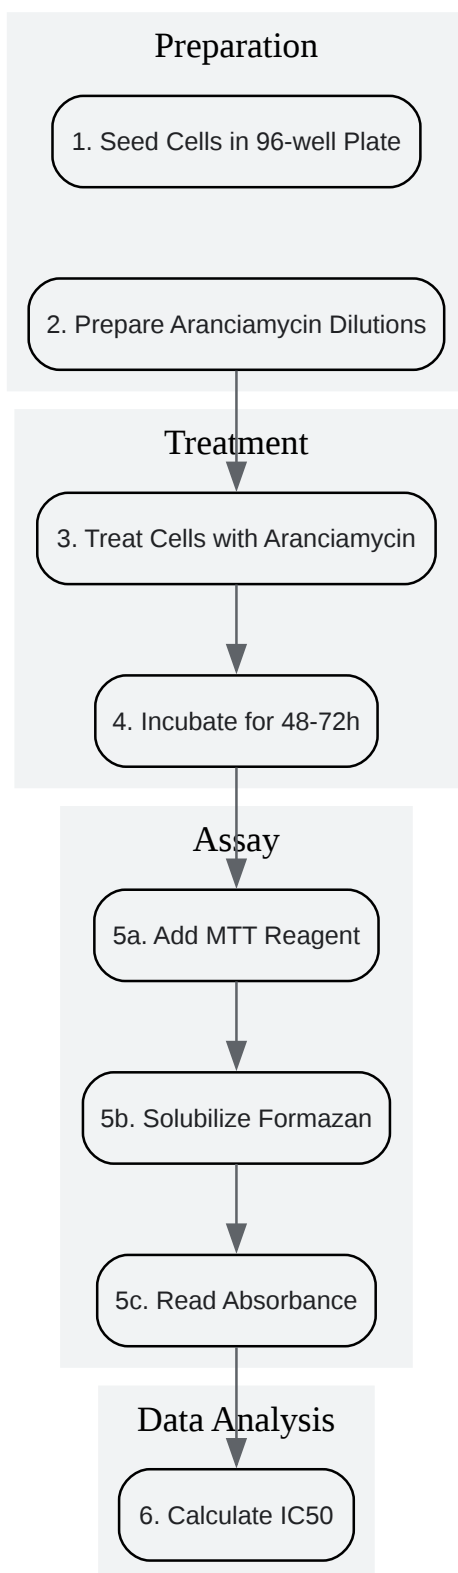 Preparation
1. Seed Cells in 96-well Plate
2. Prepare Aranciamycin Dilutions
Treatment
3. Treat Cells with Aranciamycin
4. Incubate for 48-72h
Assay
5a. Add MTT Reagent
5b. Solubilize Formazan
5c. Read Absorbance
Data Analysis
6. Calculate IC50